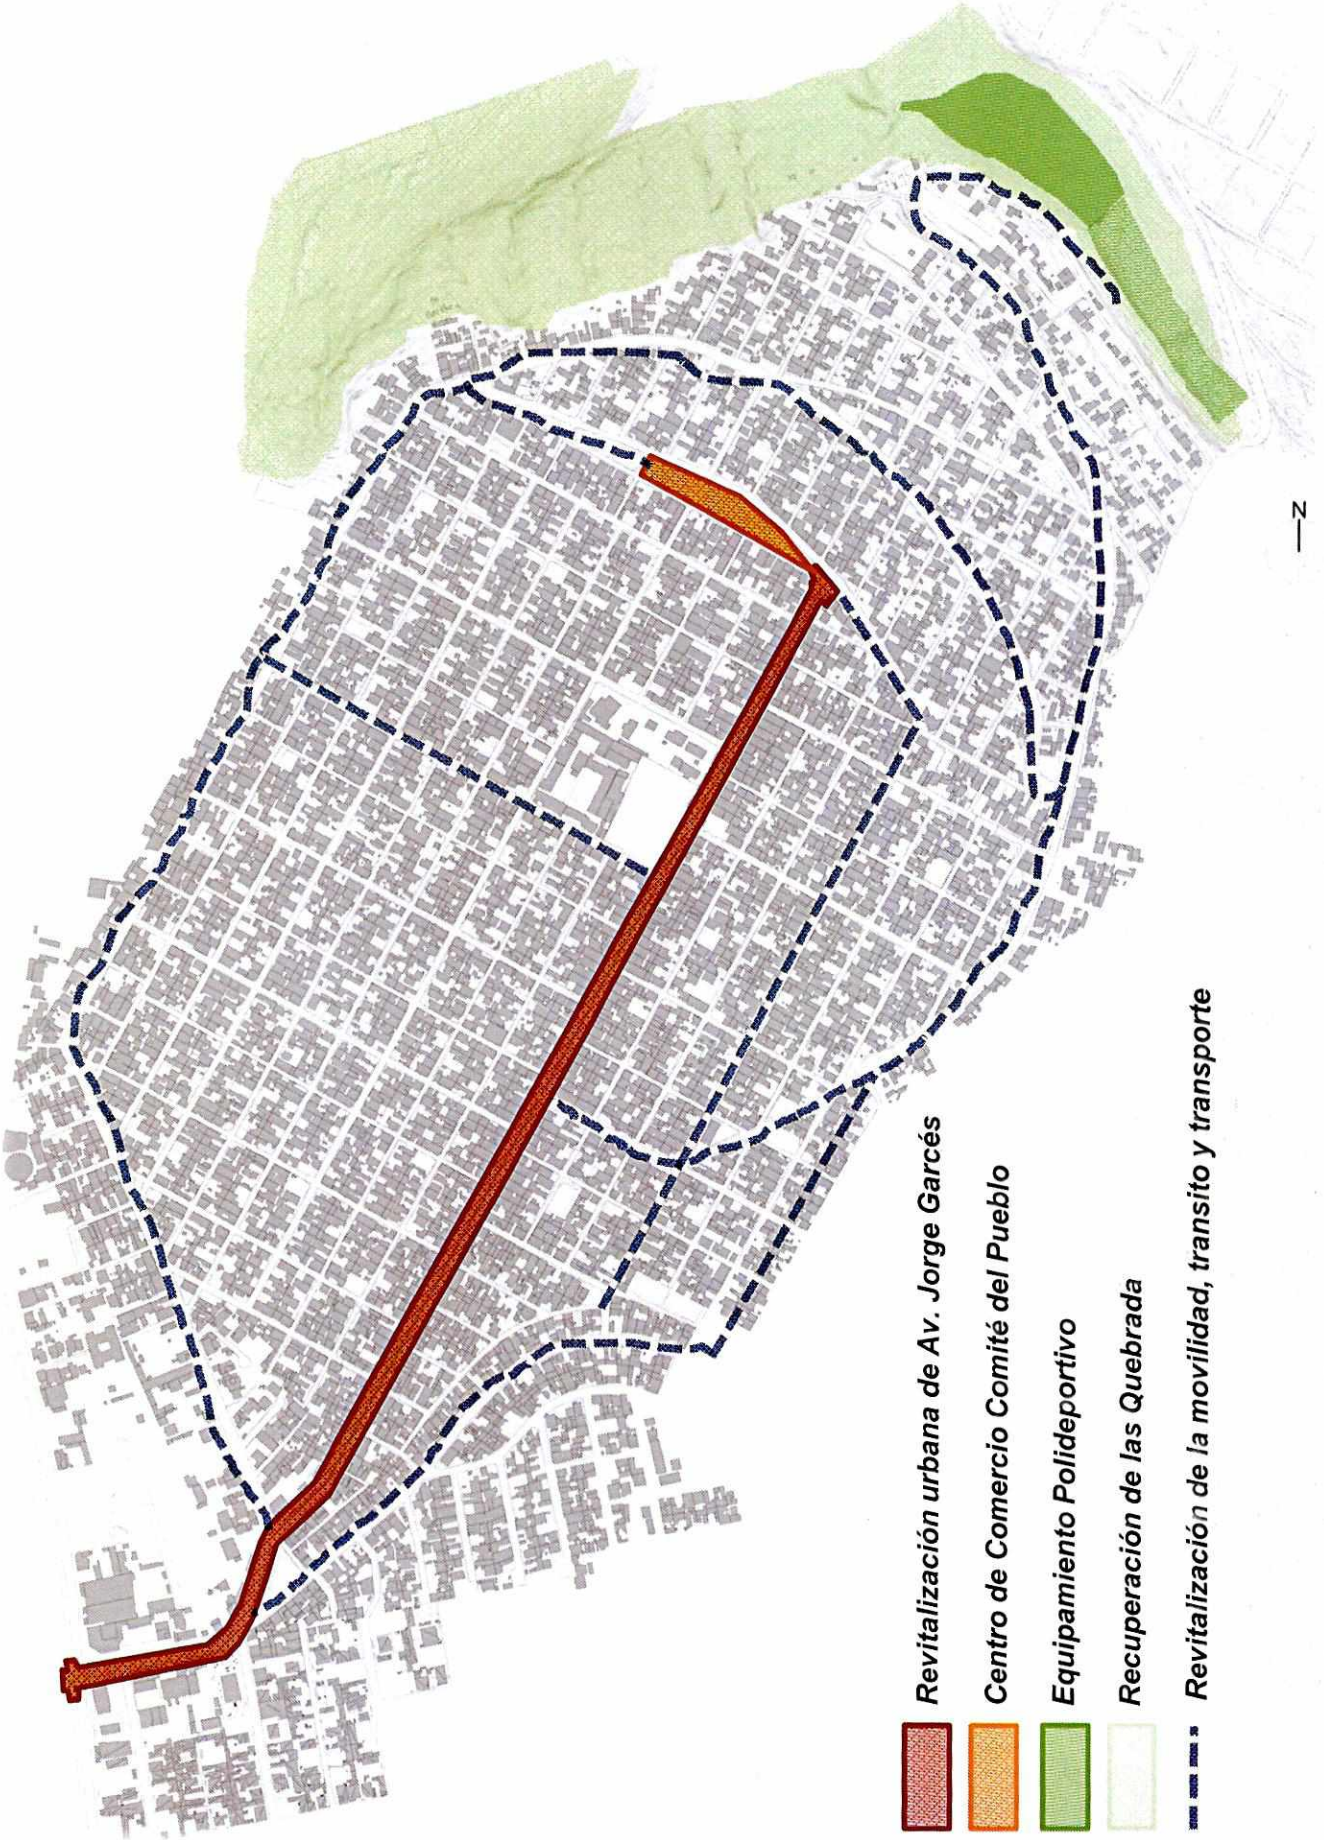 Revitalización urbana de Av. Jorge Garcés
Centro de Comercio Comité del Pueblo
Equipamiento Polideportivo
Recuperación de las Quebrada
Revitalización de la movilidad, transito y transporte
N